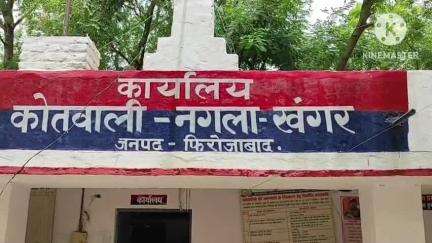 KINEMASTER
कार्यालय
कोतवाली - नगला - खंगर
जनपद - फिरोजाबाद.
कार्यालय